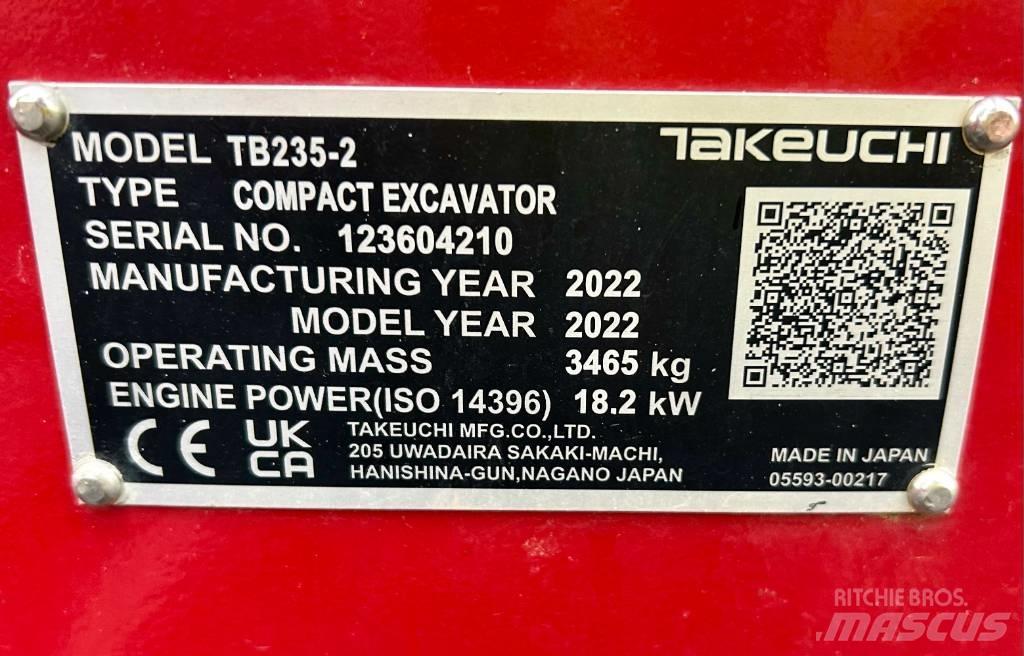 TAKEUCHI
MODEL TB235-2
TYPE COMPACT EXCAVATOR
SERIAL NO. 123604210
MANUFACTURING YEAR 2022
MODEL YEAR 2022
OPERATING MASS 3465 kg
ENGINE POWER(ISO 14396) 18.2 kW
CE
UK
CA
TAKEUCHI MFG.CO.,LTD.
205 UWADAIRA SAKAKI-MACHI,
HANISHINA-GUN,NAGANO JAPAN
MADE IN JAPAN
05593-00217
RITCHIE BROS.
MASCUS